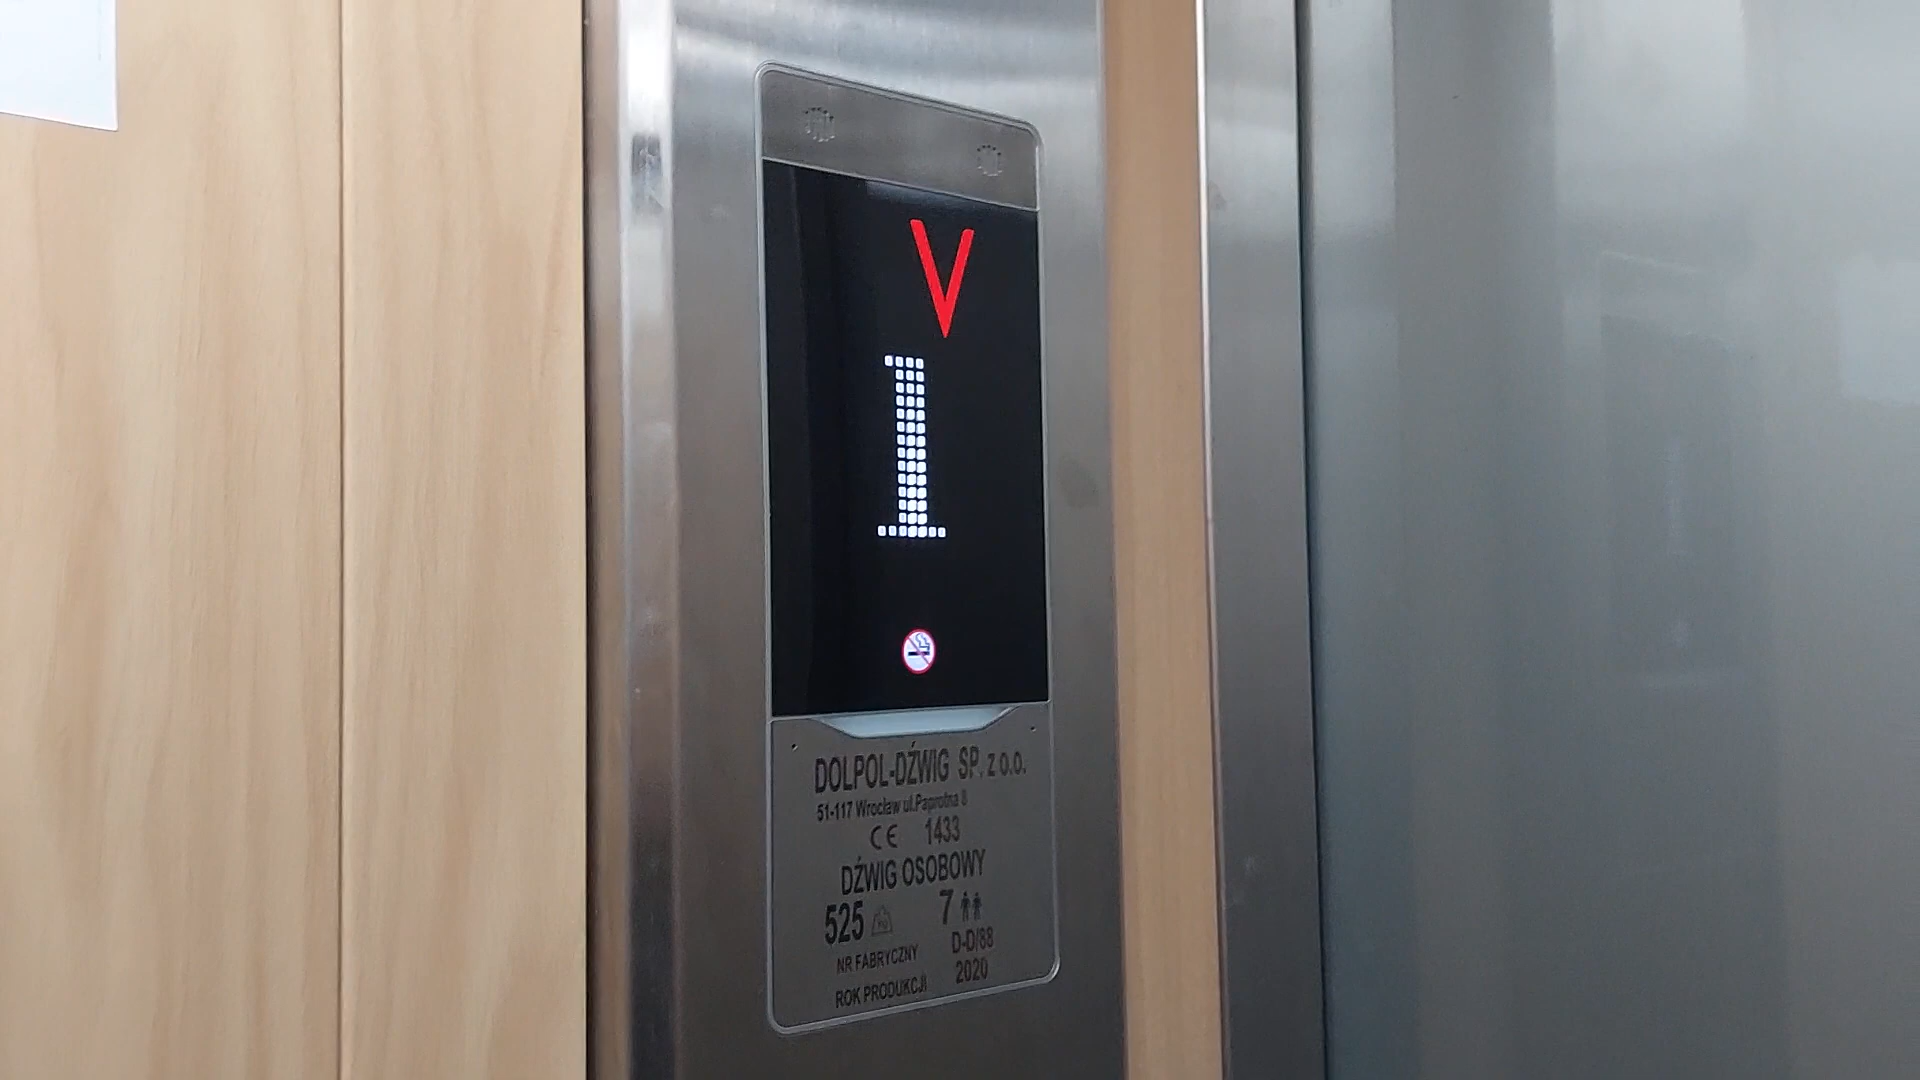 1
DOLPOL-DŹWIG SP. Z O.O.
51-117 Wrocław ul.Paprotna 8
CE 1433
DŹWIG OSOBOWY
525 KG 7
NR FABRYCZNY D-D/88
ROK PRODUKCJI 2020